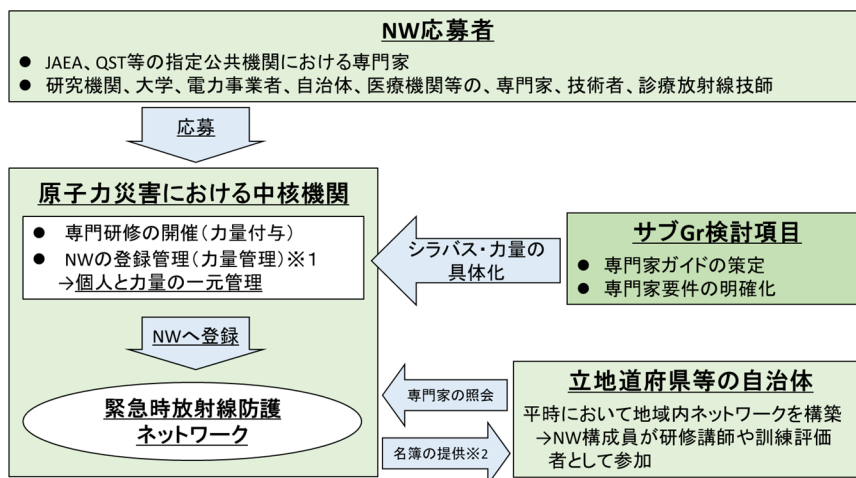 NW応募者
● JAEA、QST等の指定公共機関における専門家
● 研究機関、大学、電力事業者、自治体、医療機関等の、専門家、技術者、診療放射線技師
応募
原子力災害における中核機関
● 専門研修の開催(力量付与)
● NWの登録管理(力量管理)※1
→個人と力量の一元管理
シラバス・力量の
具体化
サブGr検討項目
● 専門家ガイドの策定
● 専門家要件の明確化
NWへ登録
緊急時放射線防護
ネットワーク
専門家の照会
名簿の提供※2
立地道府県等の自治体
平時において地域内ネットワークを構築
→NW構成員が研修講師や訓練評価
者として参加